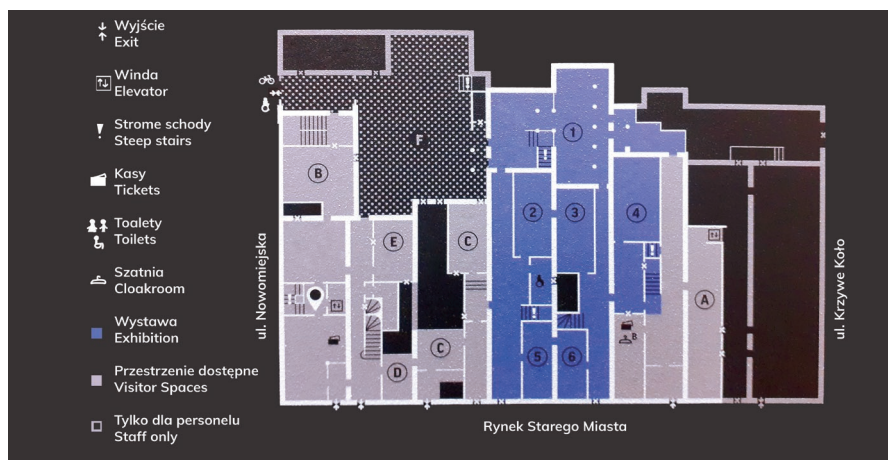 Wyjście
Exit
Winda
Elevator
Strome schody
Steep stairs
Kasy
Tickets
Toalety
Toilets
Szatnia
Cloakroom
Wystawa
Exhibition
Przestrzenie dostępne
Visitor Spaces
Tylko dla personelu
Staff only
ul. Nowomiejska
F
B
E
C
D
C
1
2
3
4
5
6
A
B
ul. Krzywe Koło
Rynek Starego Miasta